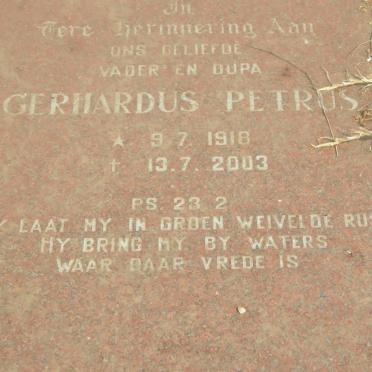 In
Tere Herinnering Aan
ONS GELIEFDE
VADER EN OUPA
GERHARDUS PETRUS
★ 9.7.1918
† 13.7.2003
PS. 23 2
Y LAAT MY IN GROEN WEIVELDE RUS
HY BRING MY BY WATERS
WAAR DAAR VREDE IS